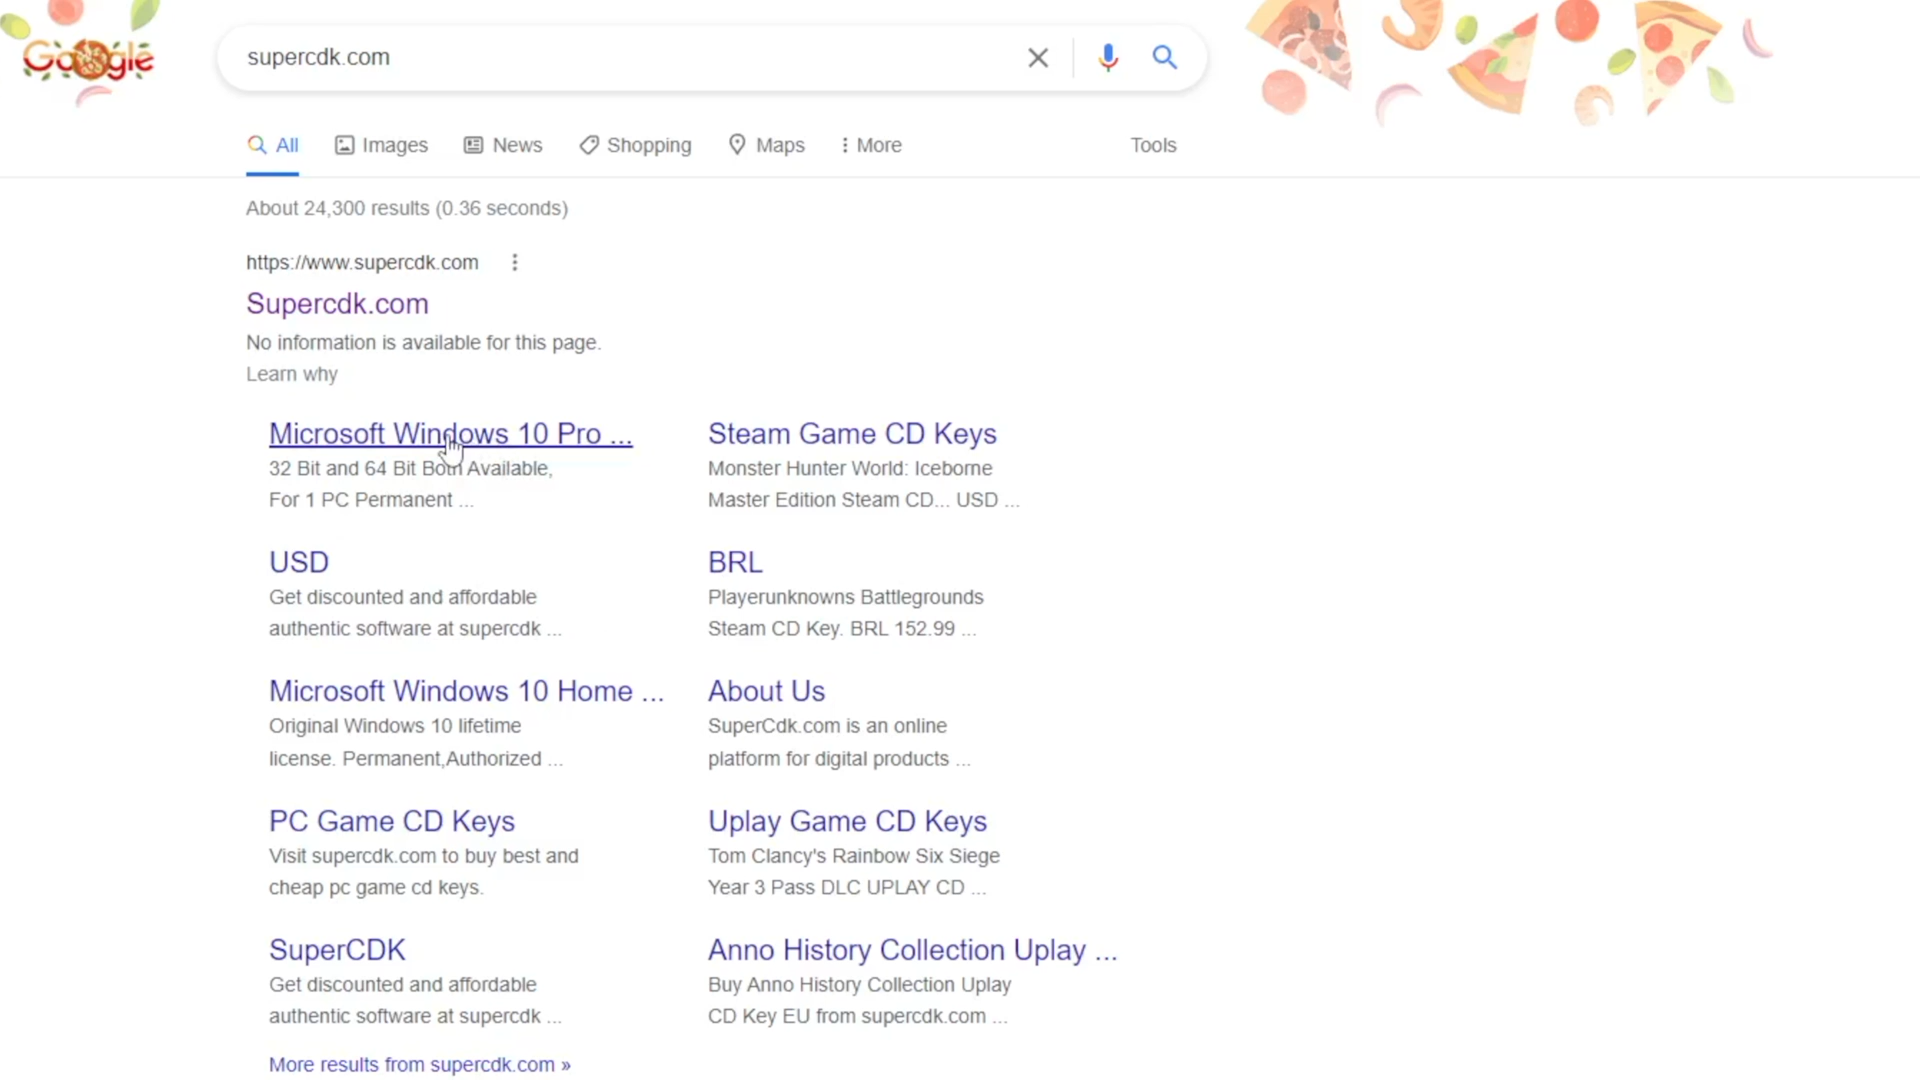 Google
supercdk.com
All
Images
News
Shopping
Maps
More
Tools
About 24,300 results (0.36 seconds)
https://www.supercdk.com
Supercdk.com
No information is available for this page.
Learn why
Microsoft Windows 10 Pro ...
32 Bit and 64 Bit Both Available,
For 1 PC Permanent ...
Steam Game CD Keys
Monster Hunter World: Iceborne
Master Edition Steam CD... USD ...
USD
Get discounted and affordable
authentic software at supercdk ...
BRL
Playerunknowns Battlegrounds
Steam CD Key. BRL 152.99 ...
Microsoft Windows 10 Home ...
Original Windows 10 lifetime
license. Permanent,Authorized ...
About Us
SuperCdk.com is an online
platform for digital products ...
PC Game CD Keys
Visit supercdk.com to buy best and
cheap pc game cd keys.
Uplay Game CD Keys
Tom Clancy's Rainbow Six Siege
Year 3 Pass DLC UPLAY CD ...
SuperCDK
Get discounted and affordable
authentic software at supercdk ...
Anno History Collection Uplay ...
Buy Anno History Collection Uplay
CD Key EU from supercdk.com ...
More results from supercdk.com »